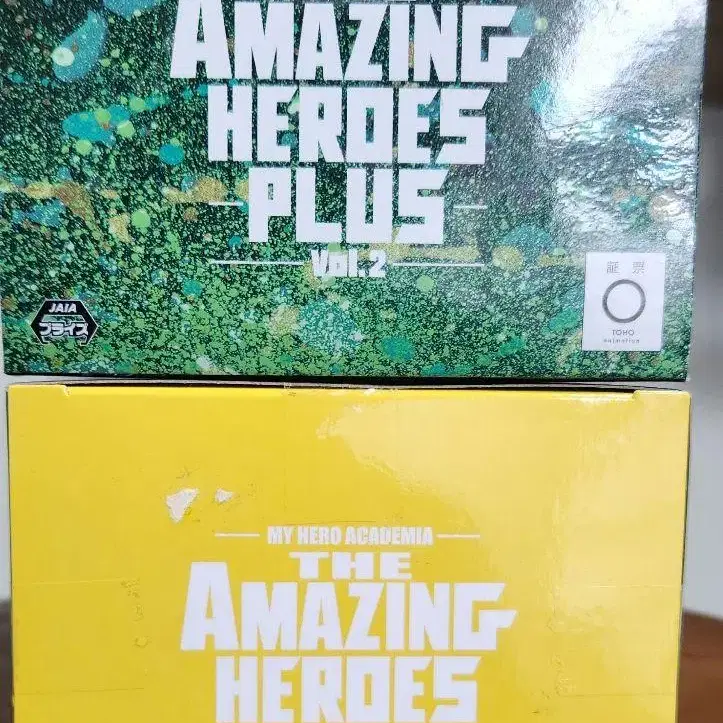 AMAZING
HEROES
PLUS
Vol.2
JAIA
プライズ
証 票
TOHO
animation
MY HERO ACADEMIA
THE
AMAZING
HEROES